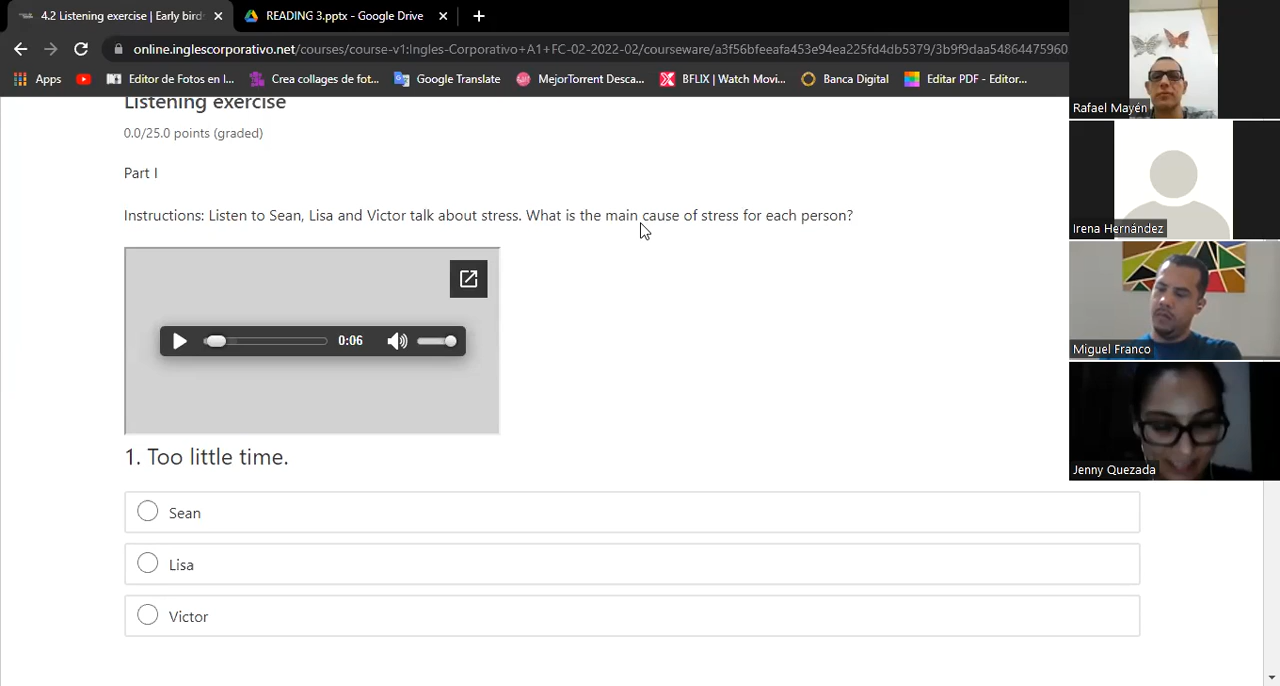 4.2 Listening exercise | Early bird
READING 3.pptx - Google Drive
online.inglescorporativo.net/courses/course-v1:Ingles-Corporativo+A1+FC-02-2022-02/courseware/a3f56bfeeafa453e94ea225fd4db5379/3b9f9daa54864475960
Apps
Editor de Fotos en l...
Crea collages de fot...
Google Translate
MejorTorrent Desca...
BFLIX | Watch Movi...
Banca Digital
Editar PDF - Editor...
Listening exercise
0.0/25.0 points (graded)
Part I
Instructions: Listen to Sean, Lisa and Victor talk about stress. What is the main cause of stress for each person?
0:06
1. Too little time.
Sean
Lisa
Victor
Rafael Mayén
Irena Hernández
Miguel Franco
Jenny Quezada